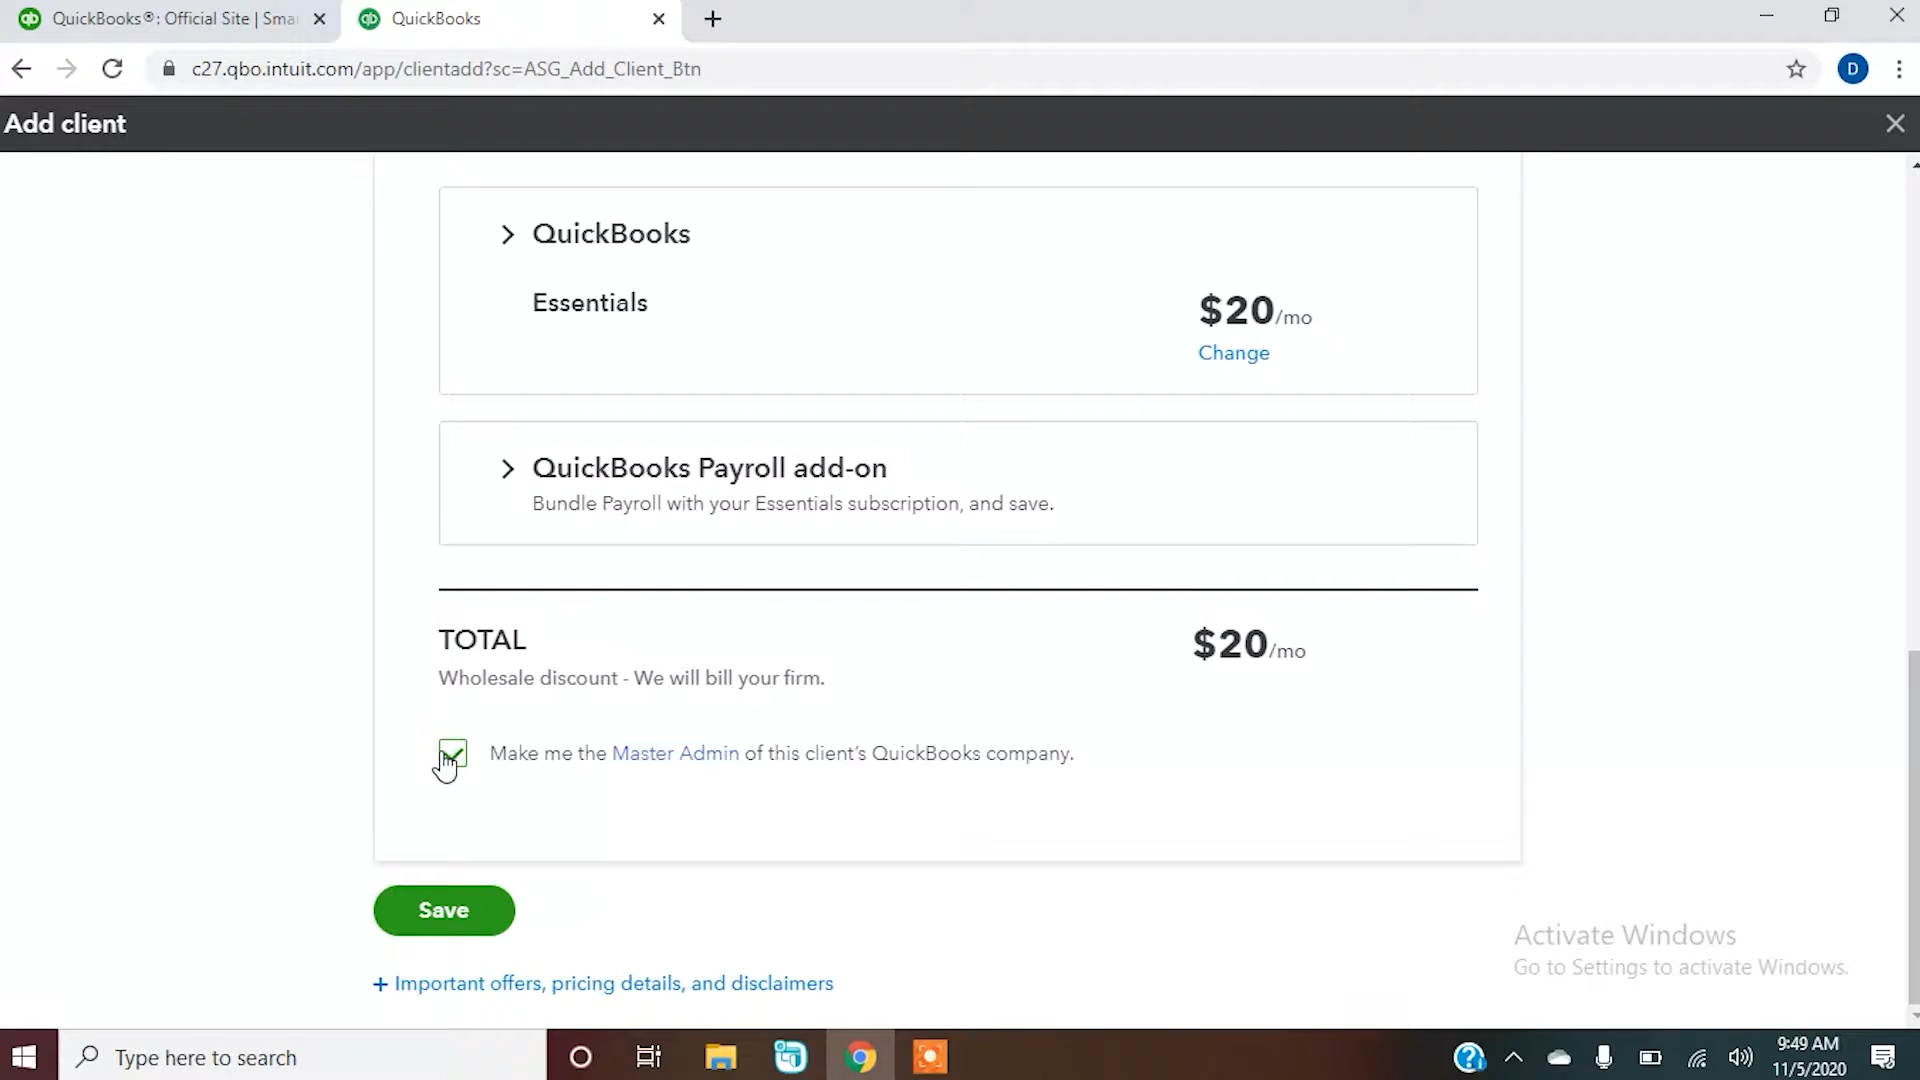 QuickBooks®: Official Site | Sma
QuickBooks
c27.qbo.intuit.com/app/clientadd?sc=ASG_Add_Client_Btn
D
Add client
QuickBooks
Essentials
$20/mo
Change
QuickBooks Payroll add-on
Bundle Payroll with your Essentials subscription, and save.
TOTAL
$20/mo
Wholesale discount - We will bill your firm.
Make me the Master Admin of this client's QuickBooks company.
Save
Activate Windows
Go to Settings to activate Windows.
+ Important offers, pricing details, and disclaimers
Type here to search
9:49 AM
11/5/2020